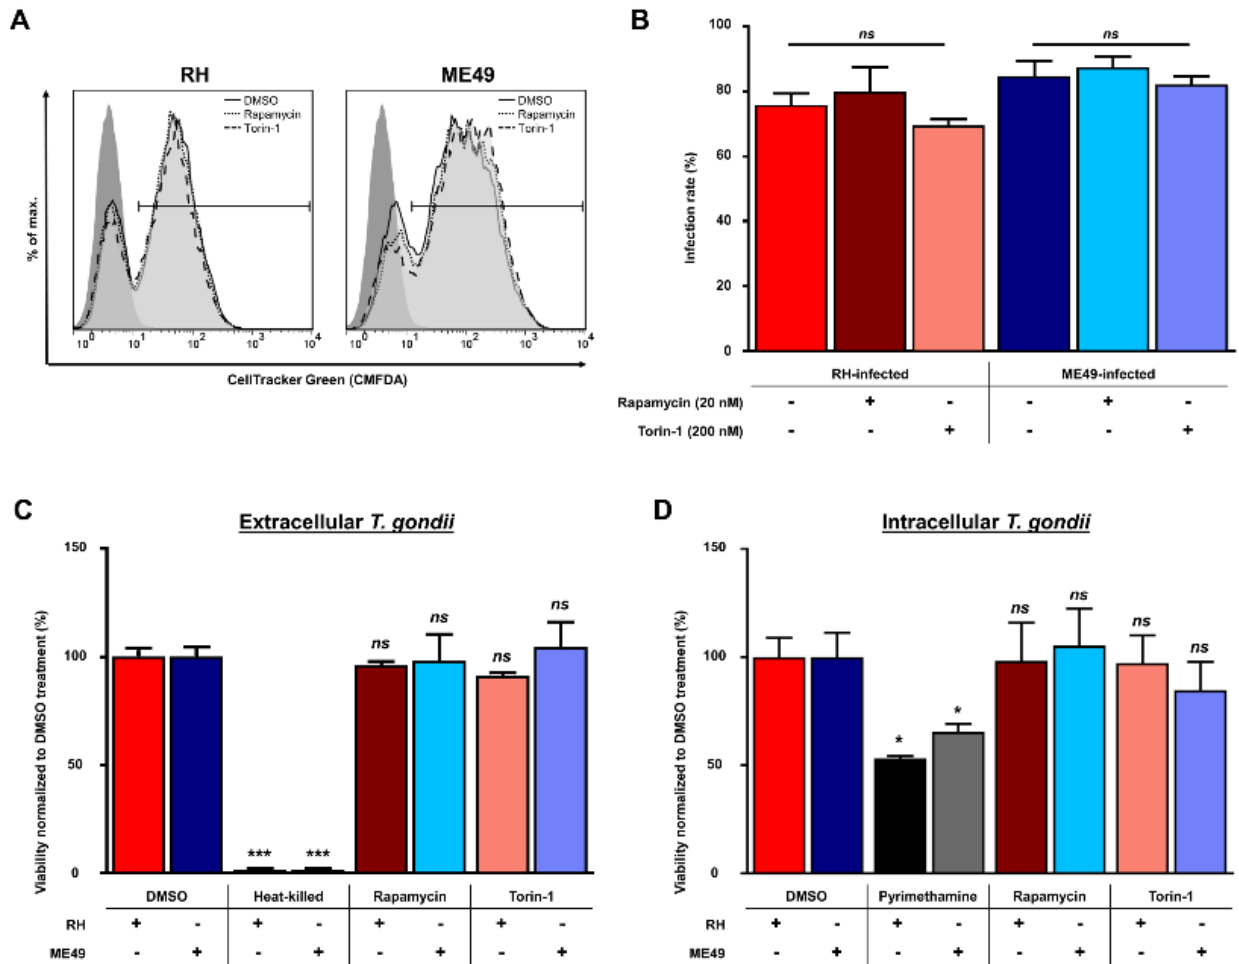 A
RH
ME49
DMSO
Rapamycin
Torin-1
DMSO
Rapamycin
Torin-1
% of max.
10^0 10^1 10^2 10^3 10^4
10^0 10^1 10^2 10^3 10^4
CellTracker Green (CMFDA)
B
Infection rate (%)
100
80
60
40
20
0
ns
ns
RH-infected ME49-infected
Rapamycin (20 nM) - + - - + -
Torin-1 (200 nM) - - + - - +
C
Extracellular T. gondii
Viability normalized to DMSO treatment (%)
150
100
50
0
*** *** ns ns ns ns
DMSO Heat-killed Rapamycin Torin-1
RH + - + - + - + -
ME49 - + - + - + - +
D
Intracellular T. gondii
Viability normalized to DMSO treatment (%)
150
100
50
0
* * ns ns ns ns
DMSO Pyrimethamine Rapamycin Torin-1
RH + - + - + - + -
ME49 - + - + - + - +